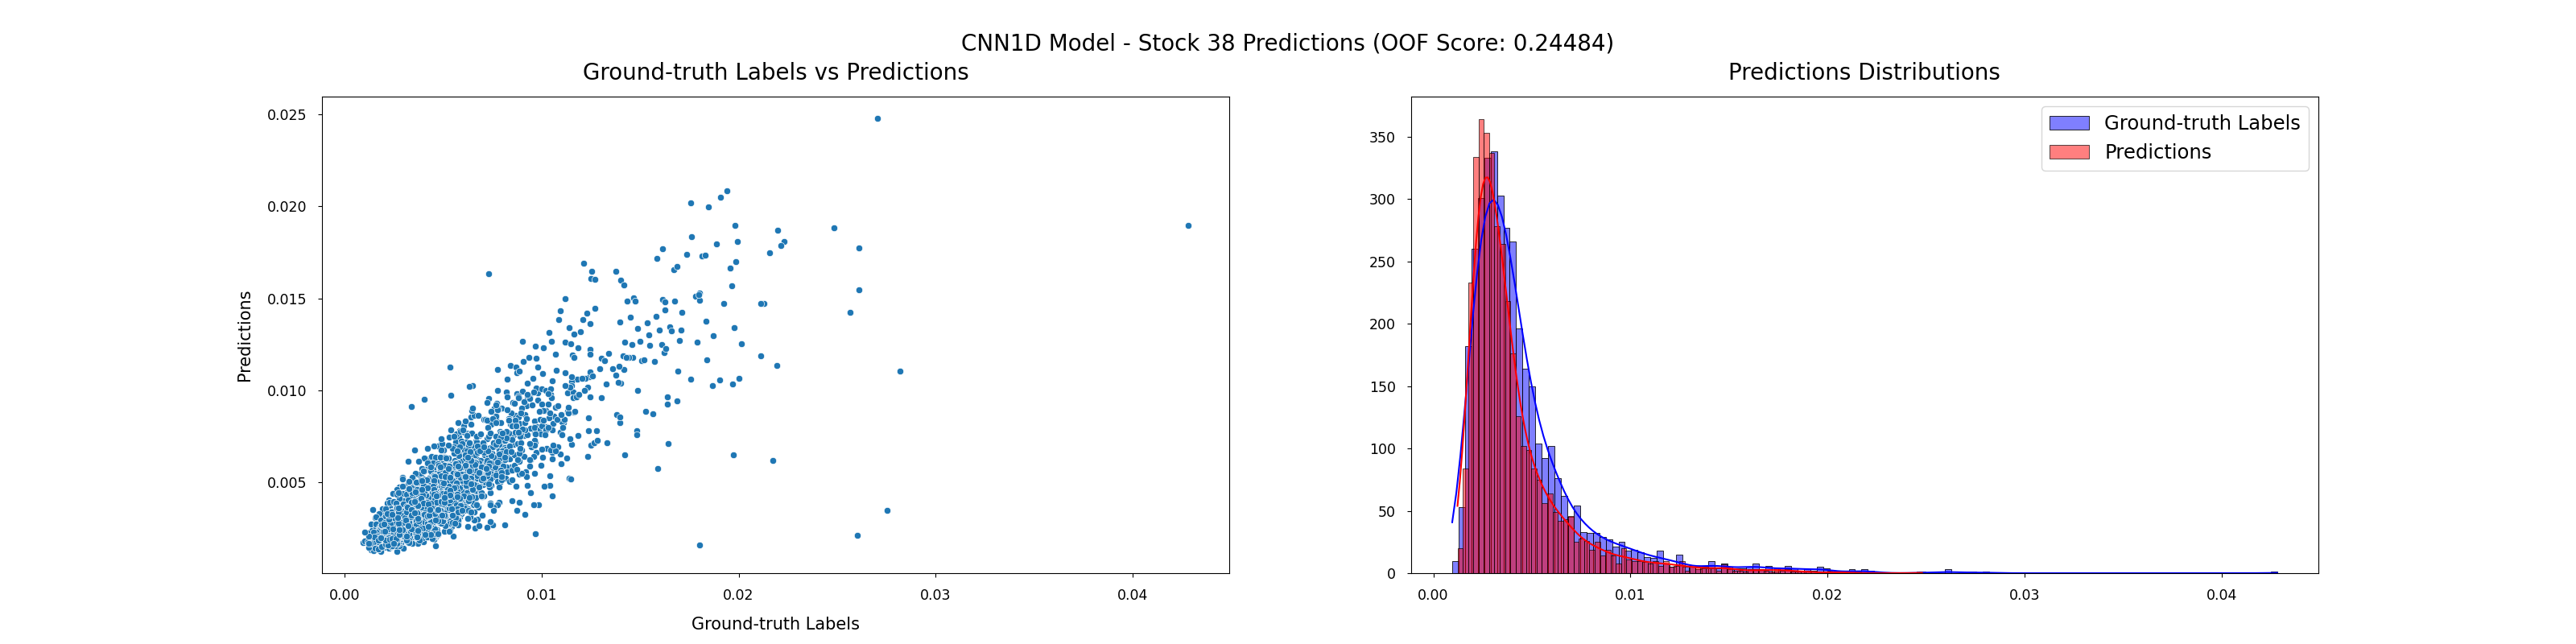 CNN1D Model - Stock 38 Predictions (OOF Score: 0.24484)
Ground-truth Labels vs Predictions
0.025
0.020
0.015
0.010
0.005
Predictions
0.00 0.01 0.02 0.03 0.04
Ground-truth Labels
Predictions Distributions
Ground-truth Labels
Predictions
350
300
250
200
150
100
50
0
0.00 0.01 0.02 0.03 0.04